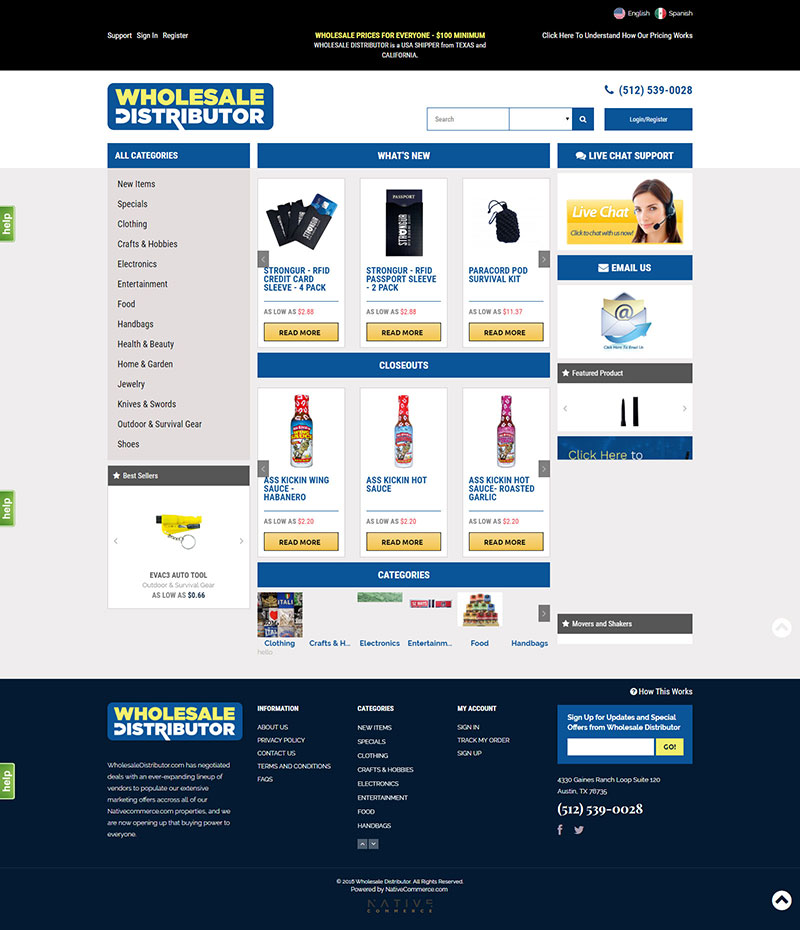 English
Spanish
Support Sign In Register
WHOLESALE PRICES FOR EVERYONE - $100 MINIMUM
WHOLESALE DISTRIBUTOR is a USA SHIPPER from TEXAS and
CALIFORNIA.
Click Here To Understand How Our Pricing Works
WHOLESALE
DISTRIBUTOR
(512) 539-0028
Search
Login/Register
ALL CATEGORIES
New Items
Specials
Clothing
Crafts & Hobbies
Electronics
Entertainment
Food
Handbags
Health & Beauty
Home & Garden
Jewelry
Knives & Swords
Outdoor & Survival Gear
Shoes
Best Sellers
EVAC3 AUTO TOOL
Outdoor & Survival Gear
AS LOW AS $0.66
help
help
help
WHAT'S NEW
STRONGUR
PASSPORT
STRONGUR
STRONGUR - RFID
CREDIT CARD
SLEEVE - 4 PACK
AS LOW AS $2.88
READ MORE
STRONGUR - RFID
PASSPORT SLEEVE
- 2 PACK
AS LOW AS $2.88
READ MORE
PARACORD POD
SURVIVAL KIT
AS LOW AS $11.37
READ MORE
CLOSEOUTS
ASS KICKIN WING
SAUCE -
HABANERO
AS LOW AS $2.20
READ MORE
ASS KICKIN HOT
SAUCE
AS LOW AS $2.20
READ MORE
ASS KICKIN HOT
SAUCE- ROASTED
GARLIC
AS LOW AS $2.20
READ MORE
CATEGORIES
Clothing
hello
Crafts & H...
Electronics
Entertainm...
Food
Handbags
LIVE CHAT SUPPORT
Live Chat
Click to chat with us now!
EMAIL US
Click Here To Email Us
Featured Product
Click Here to
Movers and Shakers
How This Works
WHOLESALE
DISTRIBUTOR
WholesaleDistributor.com has negotiated
deals with an ever-expanding lineup of
vendors to populate our extensive
marketing offers accross all of our
Nativecommerce.com properties, and we
are now opening up that buying power to
everyone.
INFORMATION
ABOUT US
PRIVACY POLICY
CONTACT US
TERMS AND CONDITIONS
FAQS
CATEGORIES
NEW ITEMS
SPECIALS
CLOTHING
CRAFTS & HOBBIES
ELECTRONICS
ENTERTAINMENT
FOOD
HANDBAGS
MY ACCOUNT
SIGN IN
TRACK MY ORDER
SIGN UP
Sign Up for Updates and Special
Offers from Wholesale Distributor
GO!
4330 Gaines Ranch Loop Suite 120
Austin, TX 78735
(512) 539-0028
© 2016 Wholesale Distributor. All Rights Reserved.
Powered by NativeCommerce.com
NATIVE
COMMERCE